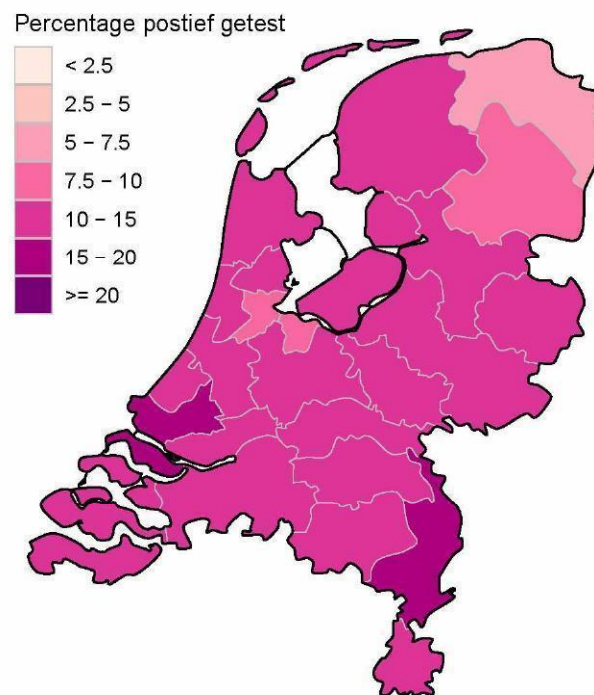 Percentage postief getest
< 2.5
2.5 – 5
5 – 7.5
7.5 – 10
10 – 15
15 – 20
>= 20